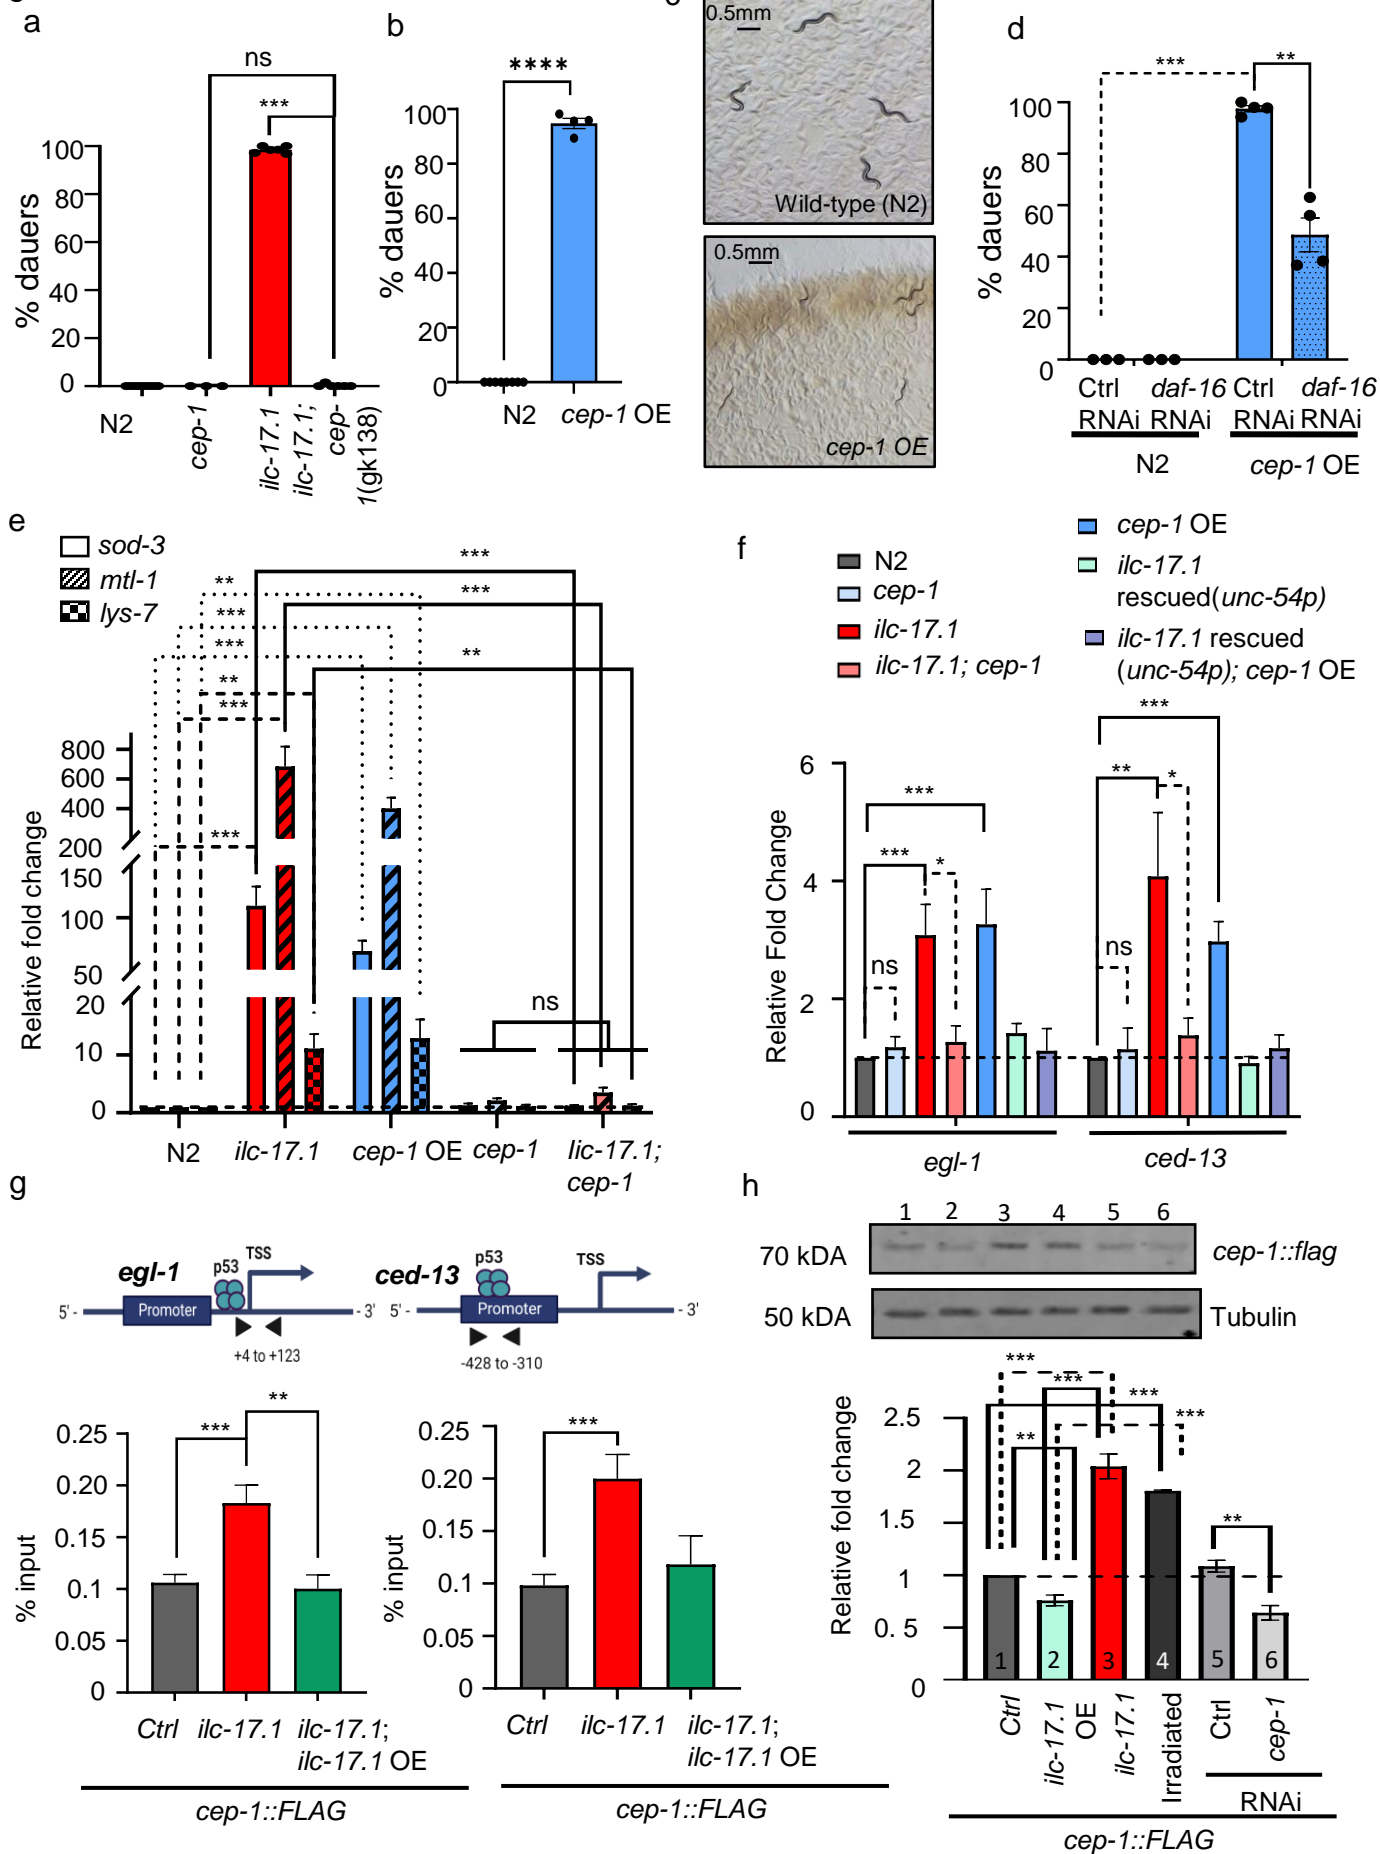 a
ns
***
% dauers
100
80
60
40
20
0
N2
cep-1
ilc-17.1
ilc-17.1;
cep-
1(gk138)
b
****
% dauers
100
80
60
40
20
0
N2
cep-1 OE
0.5mm
Wild-type (N2)
0.5mm
cep-1 OE
d
***
**
% dauers
100
80
60
40
20
0
Ctrl daf-16 Ctrl daf-16
RNAi RNAi RNAi RNAi
N2
cep-1 OE
e
sod-3
mtl-1
lys-7
***
**
***
***
***
**
**
***
***
ns
Relative fold change
800
600
400
200
150
100
50
20
10
0
N2
ilc-17.1
cep-1 OE
cep-1
lic-17.1;
cep-1
f
N2
cep-1
ilc-17.1
ilc-17.1; cep-1
cep-1 OE
ilc-17.1
rescued(unc-54p)
ilc-17.1 rescued
(unc-54p); cep-1 OE
Relative Fold Change
6
4
2
0
ns
***
*
***
ns
**
*
***
egl-1
ced-13
g
egl-1
p53
TSS
5' -
Promoter
- 3'
+4 to +123
ced-13
p53
TSS
5' -
Promoter
- 3'
-428 to -310
% input
0.25
0.20
0.15
0.1
0.05
0
***
**
Ctrl
ilc-17.1
ilc-17.1;
ilc-17.1 OE
cep-1::FLAG
% input
0.25
0.20
0.15
0.1
0.05
0
***
Ctrl
ilc-17.1
ilc-17.1;
ilc-17.1 OE
cep-1::FLAG
h
1 2 3 4 5 6
70 kDA
cep-1::flag
50 kDA
Tubulin
Relative fold change
2.5
2
1.5
1
0. 5
0
***
***
***
***
**
**
1 2 3 4 5 6
Ctrl
ilc-17.1
OE
ilc-17.1
Irradiated
Ctrl
cep-1
RNAi
cep-1::FLAG